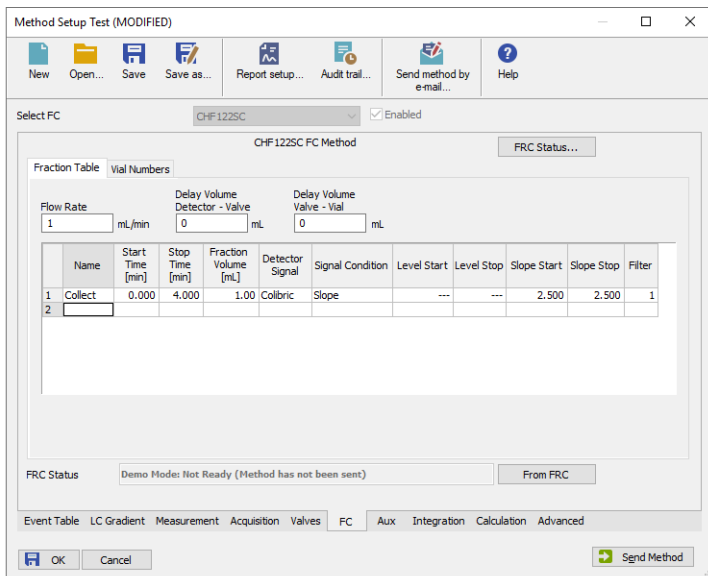 Method Setup Test (MODIFIED)
New Open... Save Save as... Report setup... Audit trail... Send method by e-mail... Help
Select FC CHF122SC Enabled
CHF122SC FC Method FRC Status...
Fraction Table Vial Numbers
Flow Rate Delay Volume Detector - Valve Delay Volume Valve - Vial
1 mL/min 0 mL 0 mL
Name Start Time [min] Stop Time [min] Fraction Volume [mL] Detector Signal Signal Condition Level Start Level Stop Slope Start Slope Stop Filter
1 Collect 0.000 4.000 1.00 Colibric Slope --- --- 2.500 2.500 1
2
FRC Status Demo Mode: Not Ready (Method has not been sent) From FRC
Event Table LC Gradient Measurement Acquisition Valves FC Aux Integration Calculation Advanced
OK Cancel Send Method